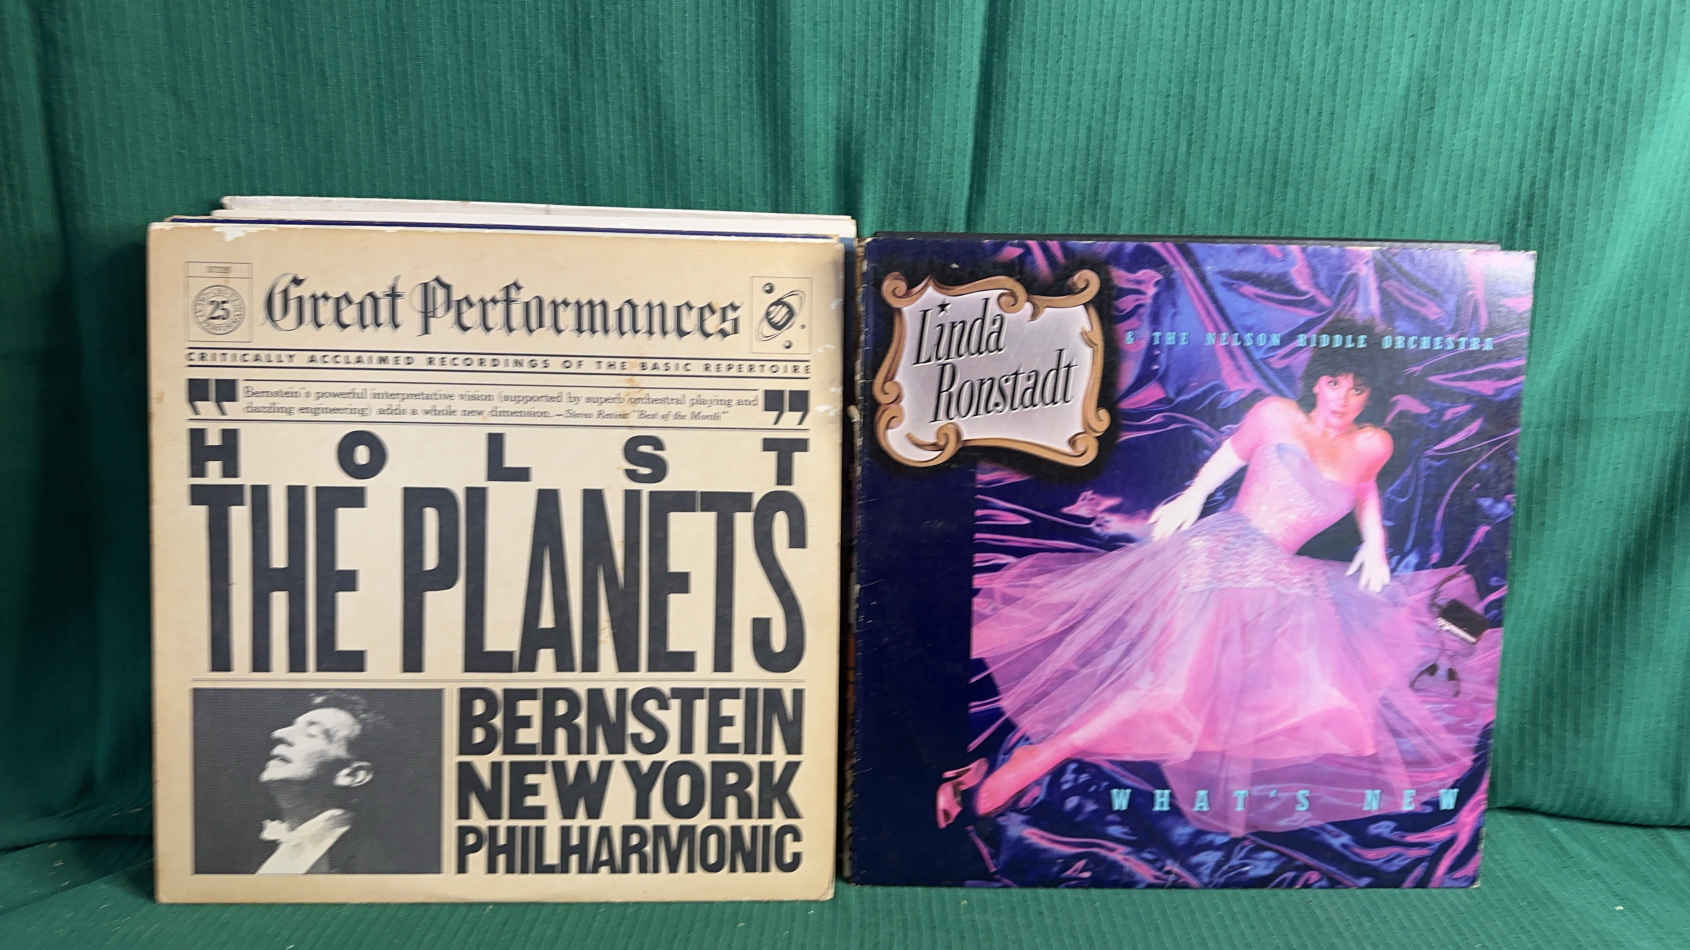 25
Great Performances
CRITICALLY ACCLAIMED RECORDINGS OF THE BASIC REPERTOIRE
" Bernstein's powerful interpretative vision (supported by superb orchestral playing and
dazzling engineering) adds a whole new dimension.—Stereo Review "Best of the Month" "
HOLST
THE PLANETS
BERNSTEIN
NEW YORK
PHILHARMONIC
Linda
Ronstadt
& THE NELSON RIDDLE ORCHESTRA
WHAT'S NEW